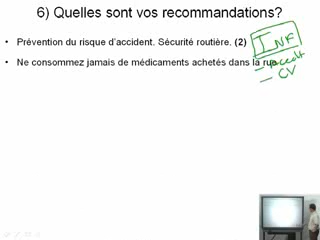 6) Quelles sont vos recommandations?
• Prévention du risque d'accident. Sécurité routière. (2)
• Ne consommez jamais de médicaments achetés dans la rue
INF
– Accdt
– CV